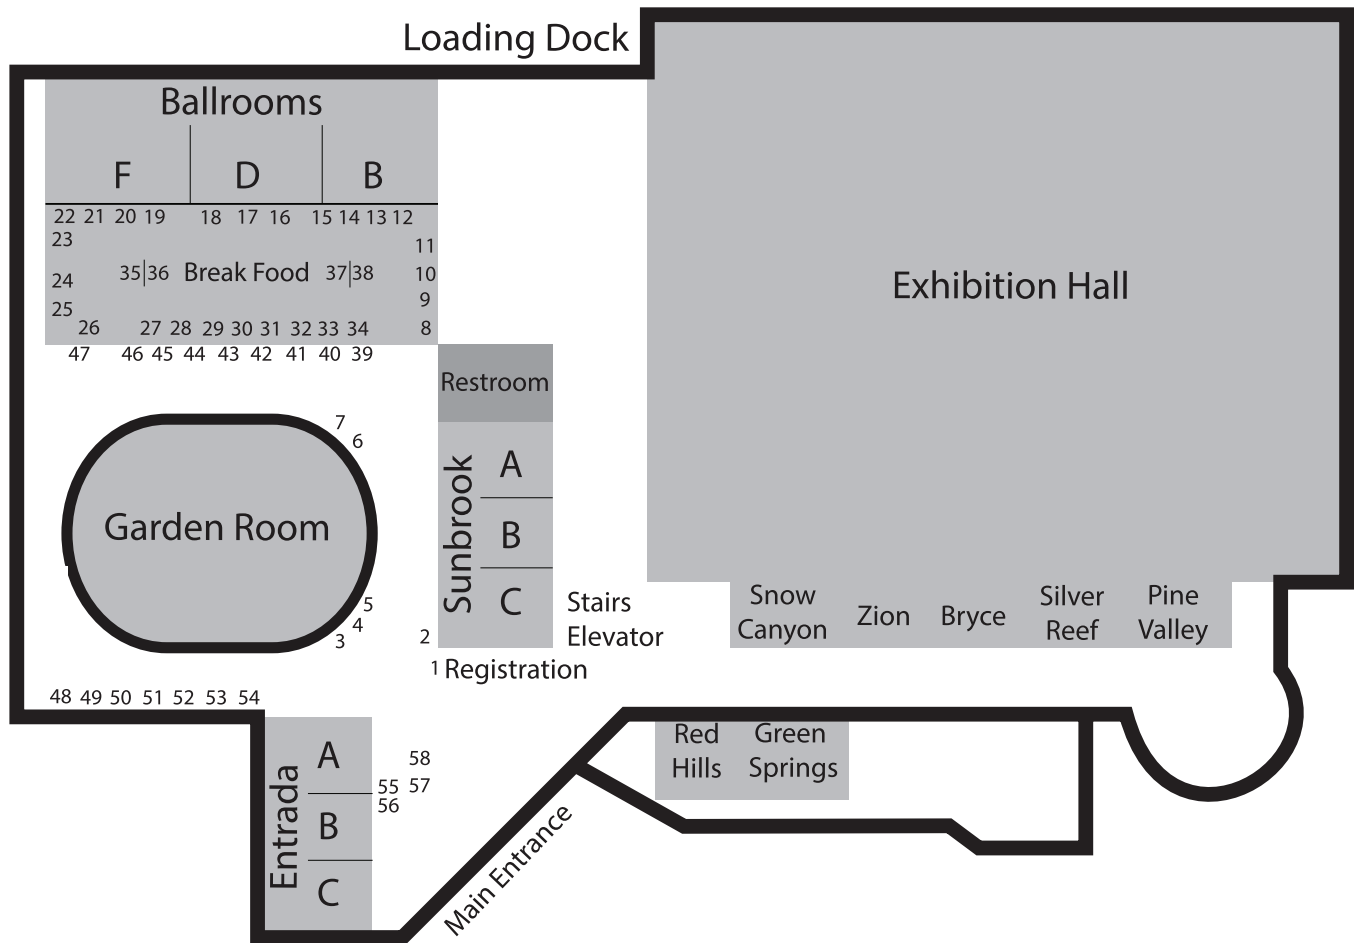 Loading Dock
Ballrooms
F D B
22 21 20 19 18 17 16 15 14 13 12
23
11
24
35 36 Break Food 37 38
10
25
9
26 27 28 29 30 31 32 33 34 8
47 46 45 44 43 42 41 40 39
Exhibition Hall
Restroom
7
6
Sunbrook
A
B
C
Garden Room
5
4
3
2
Stairs
Elevator
1 Registration
Snow
Canyon
Zion
Bryce
Silver
Reef
Pine
Valley
48 49 50 51 52 53 54
Entrada
A
B
C
58
55 57
56
Red
Hills
Green
Springs
Main Entrance